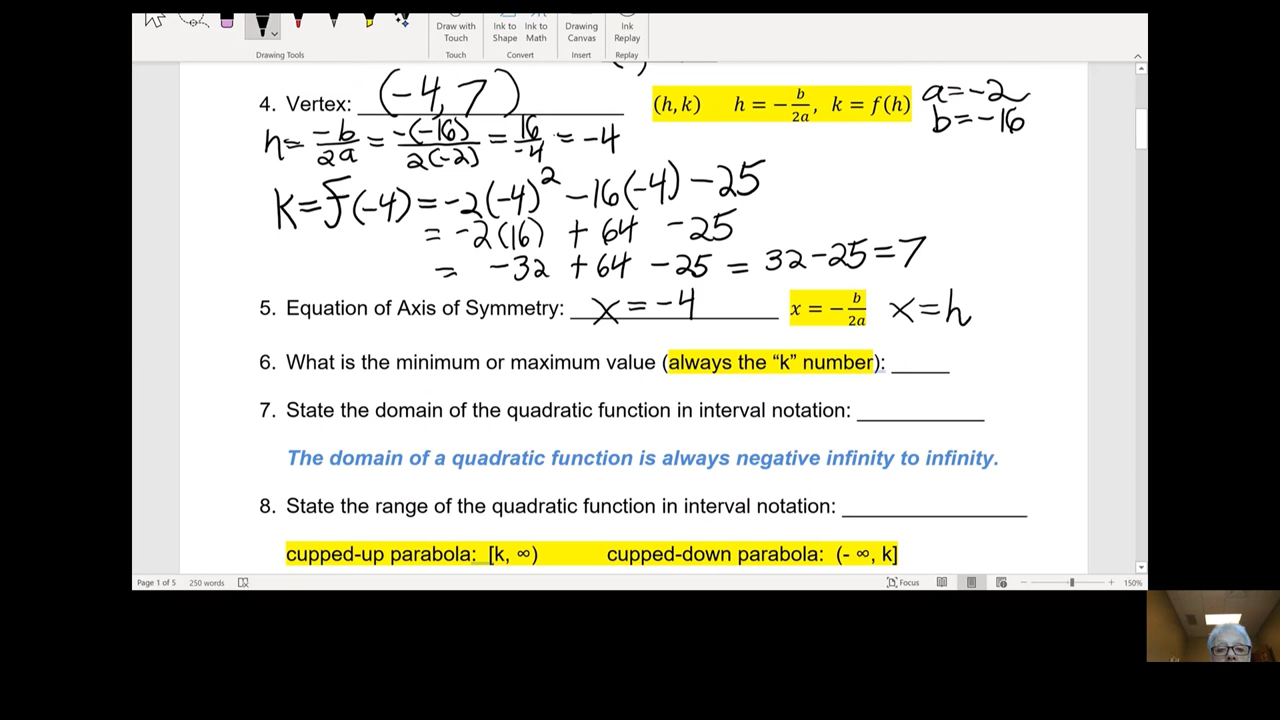 Draw with Touch
Ink to Shape
Ink to Math
Drawing Canvas
Ink Replay
Drawing Tools
Touch
Convert
Insert
Replay
4. Vertex: (-4, 7) (h, k) h = -b/2a, k = f(h) a=-2
b=-16
h= -b/2a = -(-16)/2(-2) = 16/-4 = -4
K=f(-4) = -2(-4)² -16(-4) -25
= -2(16) + 64 -25
= -32 + 64 -25 = 32-25=7
5. Equation of Axis of Symmetry: x = -4 x = -b/2a x=h
6. What is the minimum or maximum value (always the “k” number): ______
7. State the domain of the quadratic function in interval notation: ____________
The domain of a quadratic function is always negative infinity to infinity.
8. State the range of the quadratic function in interval notation: ________________
cupped-up parabola: [k, ∞) cupped-down parabola: (- ∞, k]
Page 1 of 5 250 words Focus 150%